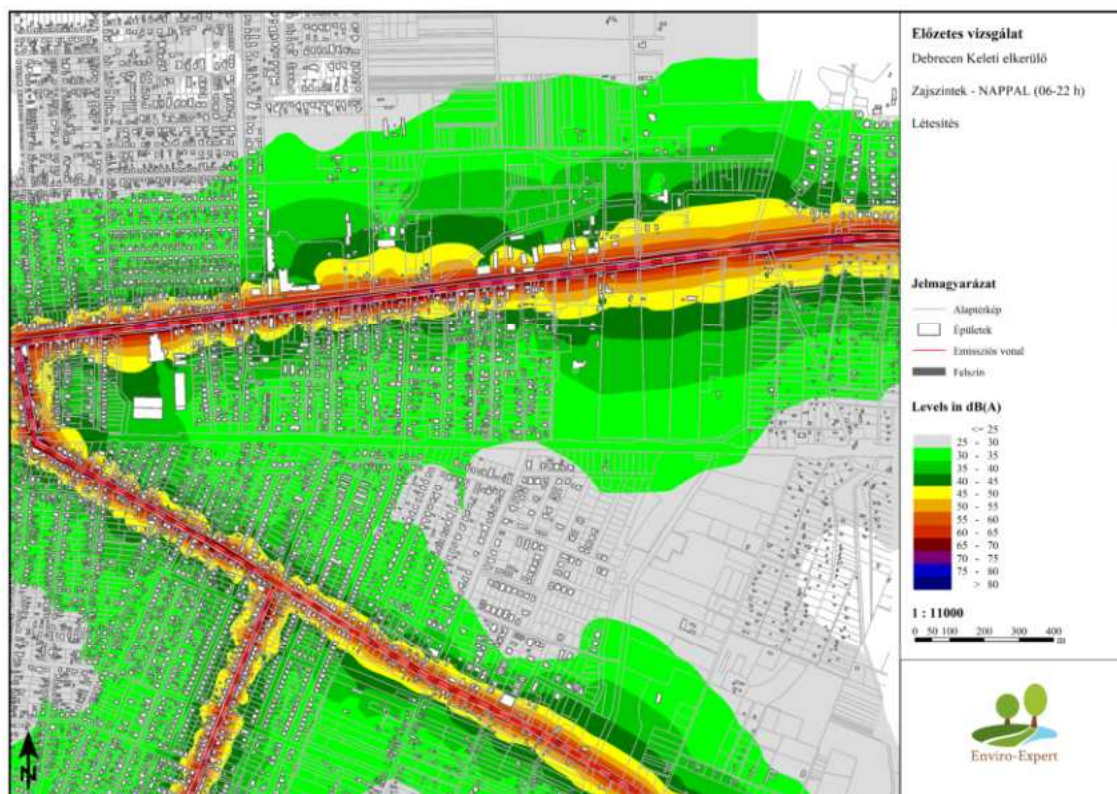 Előzetes vizsgálat
Debrecen Keleti elkerülő
Zajszintek - NAPPAL (06-22 h)
Létesítés
Jelmagyarázat
Alaptérkép
Épületek
Emissziós vonal
Felszín
Levels in dB(A)
<= 25
25 - 30
30 - 35
35 - 40
40 - 45
45 - 50
50 - 55
55 - 60
60 - 65
65 - 70
70 - 75
75 - 80
> 80
1 : 11000
0 50 100 200 300 400
m
Enviro-Expert
N